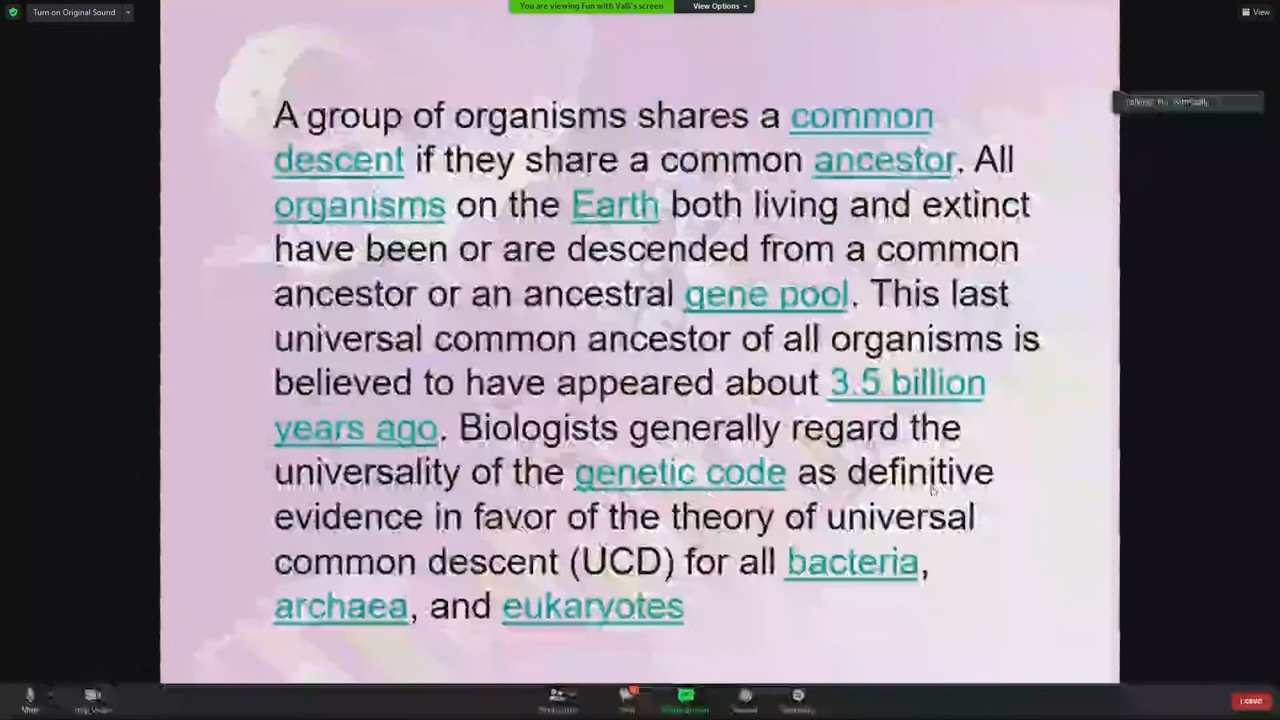 Turn on Original Sound
You are viewing Fun with Valli's screen
View Options
View
A group of organisms shares a common
descent if they share a common ancestor. All
organisms on the Earth both living and extinct
have been or are descended from a common
ancestor or an ancestral gene pool. This last
universal common ancestor of all organisms is
believed to have appeared about 3.5 billion
years ago. Biologists generally regard the
universality of the genetic code as definitive
evidence in favor of the theory of universal
common descent (UCD) for all bacteria,
archaea, and eukaryotes